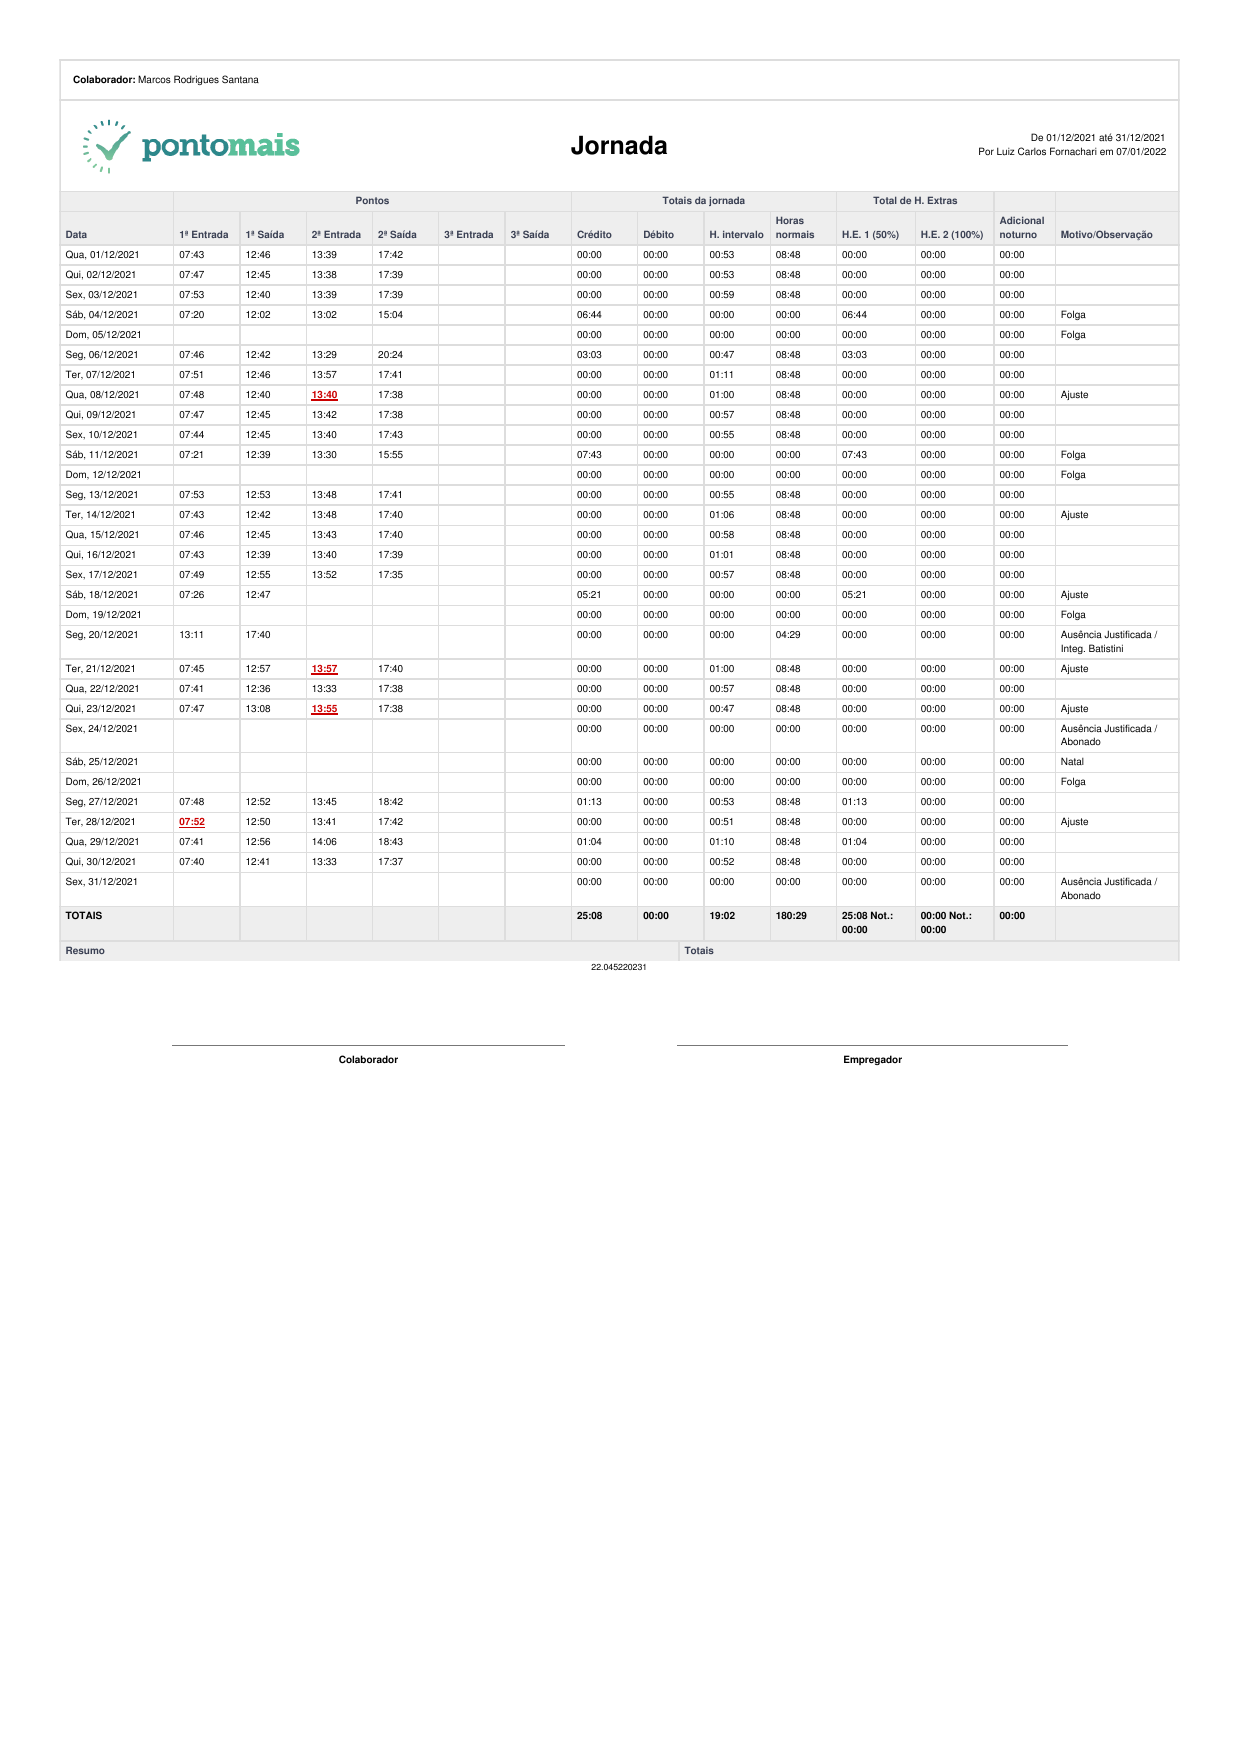 Colaborador: Marcos Rodrigues Santana
pontomais
Jornada
De 01/12/2021 até 31/12/2021
Por Luiz Carlos Fornachari em 07/01/2022
Pontos Totais da jornada Total de H. Extras
Data 1ª Entrada 1ª Saída 2ª Entrada 2ª Saída 3ª Entrada 3ª Saída Crédito Débito H. intervalo Horas normais H.E. 1 (50%) H.E. 2 (100%) Adicional noturno Motivo/Observação
Qua, 01/12/2021 07:43 12:46 13:39 17:42 00:00 00:00 00:53 08:48 00:00 00:00 00:00
Qui, 02/12/2021 07:47 12:45 13:38 17:39 00:00 00:00 00:53 08:48 00:00 00:00 00:00
Sex, 03/12/2021 07:53 12:40 13:39 17:39 00:00 00:00 00:59 08:48 00:00 00:00 00:00
Sáb, 04/12/2021 07:20 12:02 13:02 15:04 06:44 00:00 00:00 00:00 06:44 00:00 00:00 Folga
Dom, 05/12/2021 00:00 00:00 00:00 00:00 00:00 00:00 00:00 Folga
Seg, 06/12/2021 07:46 12:42 13:29 20:24 03:03 00:00 00:47 08:48 03:03 00:00 00:00
Ter, 07/12/2021 07:51 12:46 13:57 17:41 00:00 00:00 01:11 08:48 00:00 00:00 00:00
Qua, 08/12/2021 07:48 12:40 13:40 17:38 00:00 00:00 01:00 08:48 00:00 00:00 00:00 Ajuste
Qui, 09/12/2021 07:47 12:45 13:42 17:38 00:00 00:00 00:57 08:48 00:00 00:00 00:00
Sex, 10/12/2021 07:44 12:45 13:40 17:43 00:00 00:00 00:55 08:48 00:00 00:00 00:00
Sáb, 11/12/2021 07:21 12:39 13:30 15:55 07:43 00:00 00:00 00:00 07:43 00:00 00:00 Folga
Dom, 12/12/2021 00:00 00:00 00:00 00:00 00:00 00:00 00:00 Folga
Seg, 13/12/2021 07:53 12:53 13:48 17:41 00:00 00:00 00:55 08:48 00:00 00:00 00:00
Ter, 14/12/2021 07:43 12:42 13:48 17:40 00:00 00:00 01:06 08:48 00:00 00:00 00:00 Ajuste
Qua, 15/12/2021 07:46 12:45 13:43 17:40 00:00 00:00 00:58 08:48 00:00 00:00 00:00
Qui, 16/12/2021 07:43 12:39 13:40 17:39 00:00 00:00 01:01 08:48 00:00 00:00 00:00
Sex, 17/12/2021 07:49 12:55 13:52 17:35 00:00 00:00 00:57 08:48 00:00 00:00 00:00
Sáb, 18/12/2021 07:26 12:47 05:21 00:00 00:00 00:00 05:21 00:00 00:00 Ajuste
Dom, 19/12/2021 00:00 00:00 00:00 00:00 00:00 00:00 00:00 Folga
Seg, 20/12/2021 13:11 17:40 00:00 00:00 00:00 04:29 00:00 00:00 00:00 Ausência Justificada /
Integ. Batistini
Ter, 21/12/2021 07:45 12:57 13:57 17:40 00:00 00:00 01:00 08:48 00:00 00:00 00:00 Ajuste
Qua, 22/12/2021 07:41 12:36 13:33 17:38 00:00 00:00 00:57 08:48 00:00 00:00 00:00
Qui, 23/12/2021 07:47 13:08 13:55 17:38 00:00 00:00 00:47 08:48 00:00 00:00 00:00 Ajuste
Sex, 24/12/2021 00:00 00:00 00:00 00:00 00:00 00:00 00:00 Ausência Justificada /
Abonado
Sáb, 25/12/2021 00:00 00:00 00:00 00:00 00:00 00:00 00:00 Natal
Dom, 26/12/2021 00:00 00:00 00:00 00:00 00:00 00:00 00:00 Folga
Seg, 27/12/2021 07:48 12:52 13:45 18:42 01:13 00:00 00:53 08:48 01:13 00:00 00:00
Ter, 28/12/2021 07:52 12:50 13:41 17:42 00:00 00:00 00:51 08:48 00:00 00:00 00:00 Ajuste
Qua, 29/12/2021 07:41 12:56 14:06 18:43 01:04 00:00 01:10 08:48 01:04 00:00 00:00
Qui, 30/12/2021 07:40 12:41 13:33 17:37 00:00 00:00 00:52 08:48 00:00 00:00 00:00
Sex, 31/12/2021 00:00 00:00 00:00 00:00 00:00 00:00 00:00 Ausência Justificada /
Abonado
TOTAIS 25:08 00:00 19:02 180:29 25:08 Not.: 00:00 Not.: 00:00
00:00 00:00
Resumo Totais
22.045220231
Colaborador Empregador